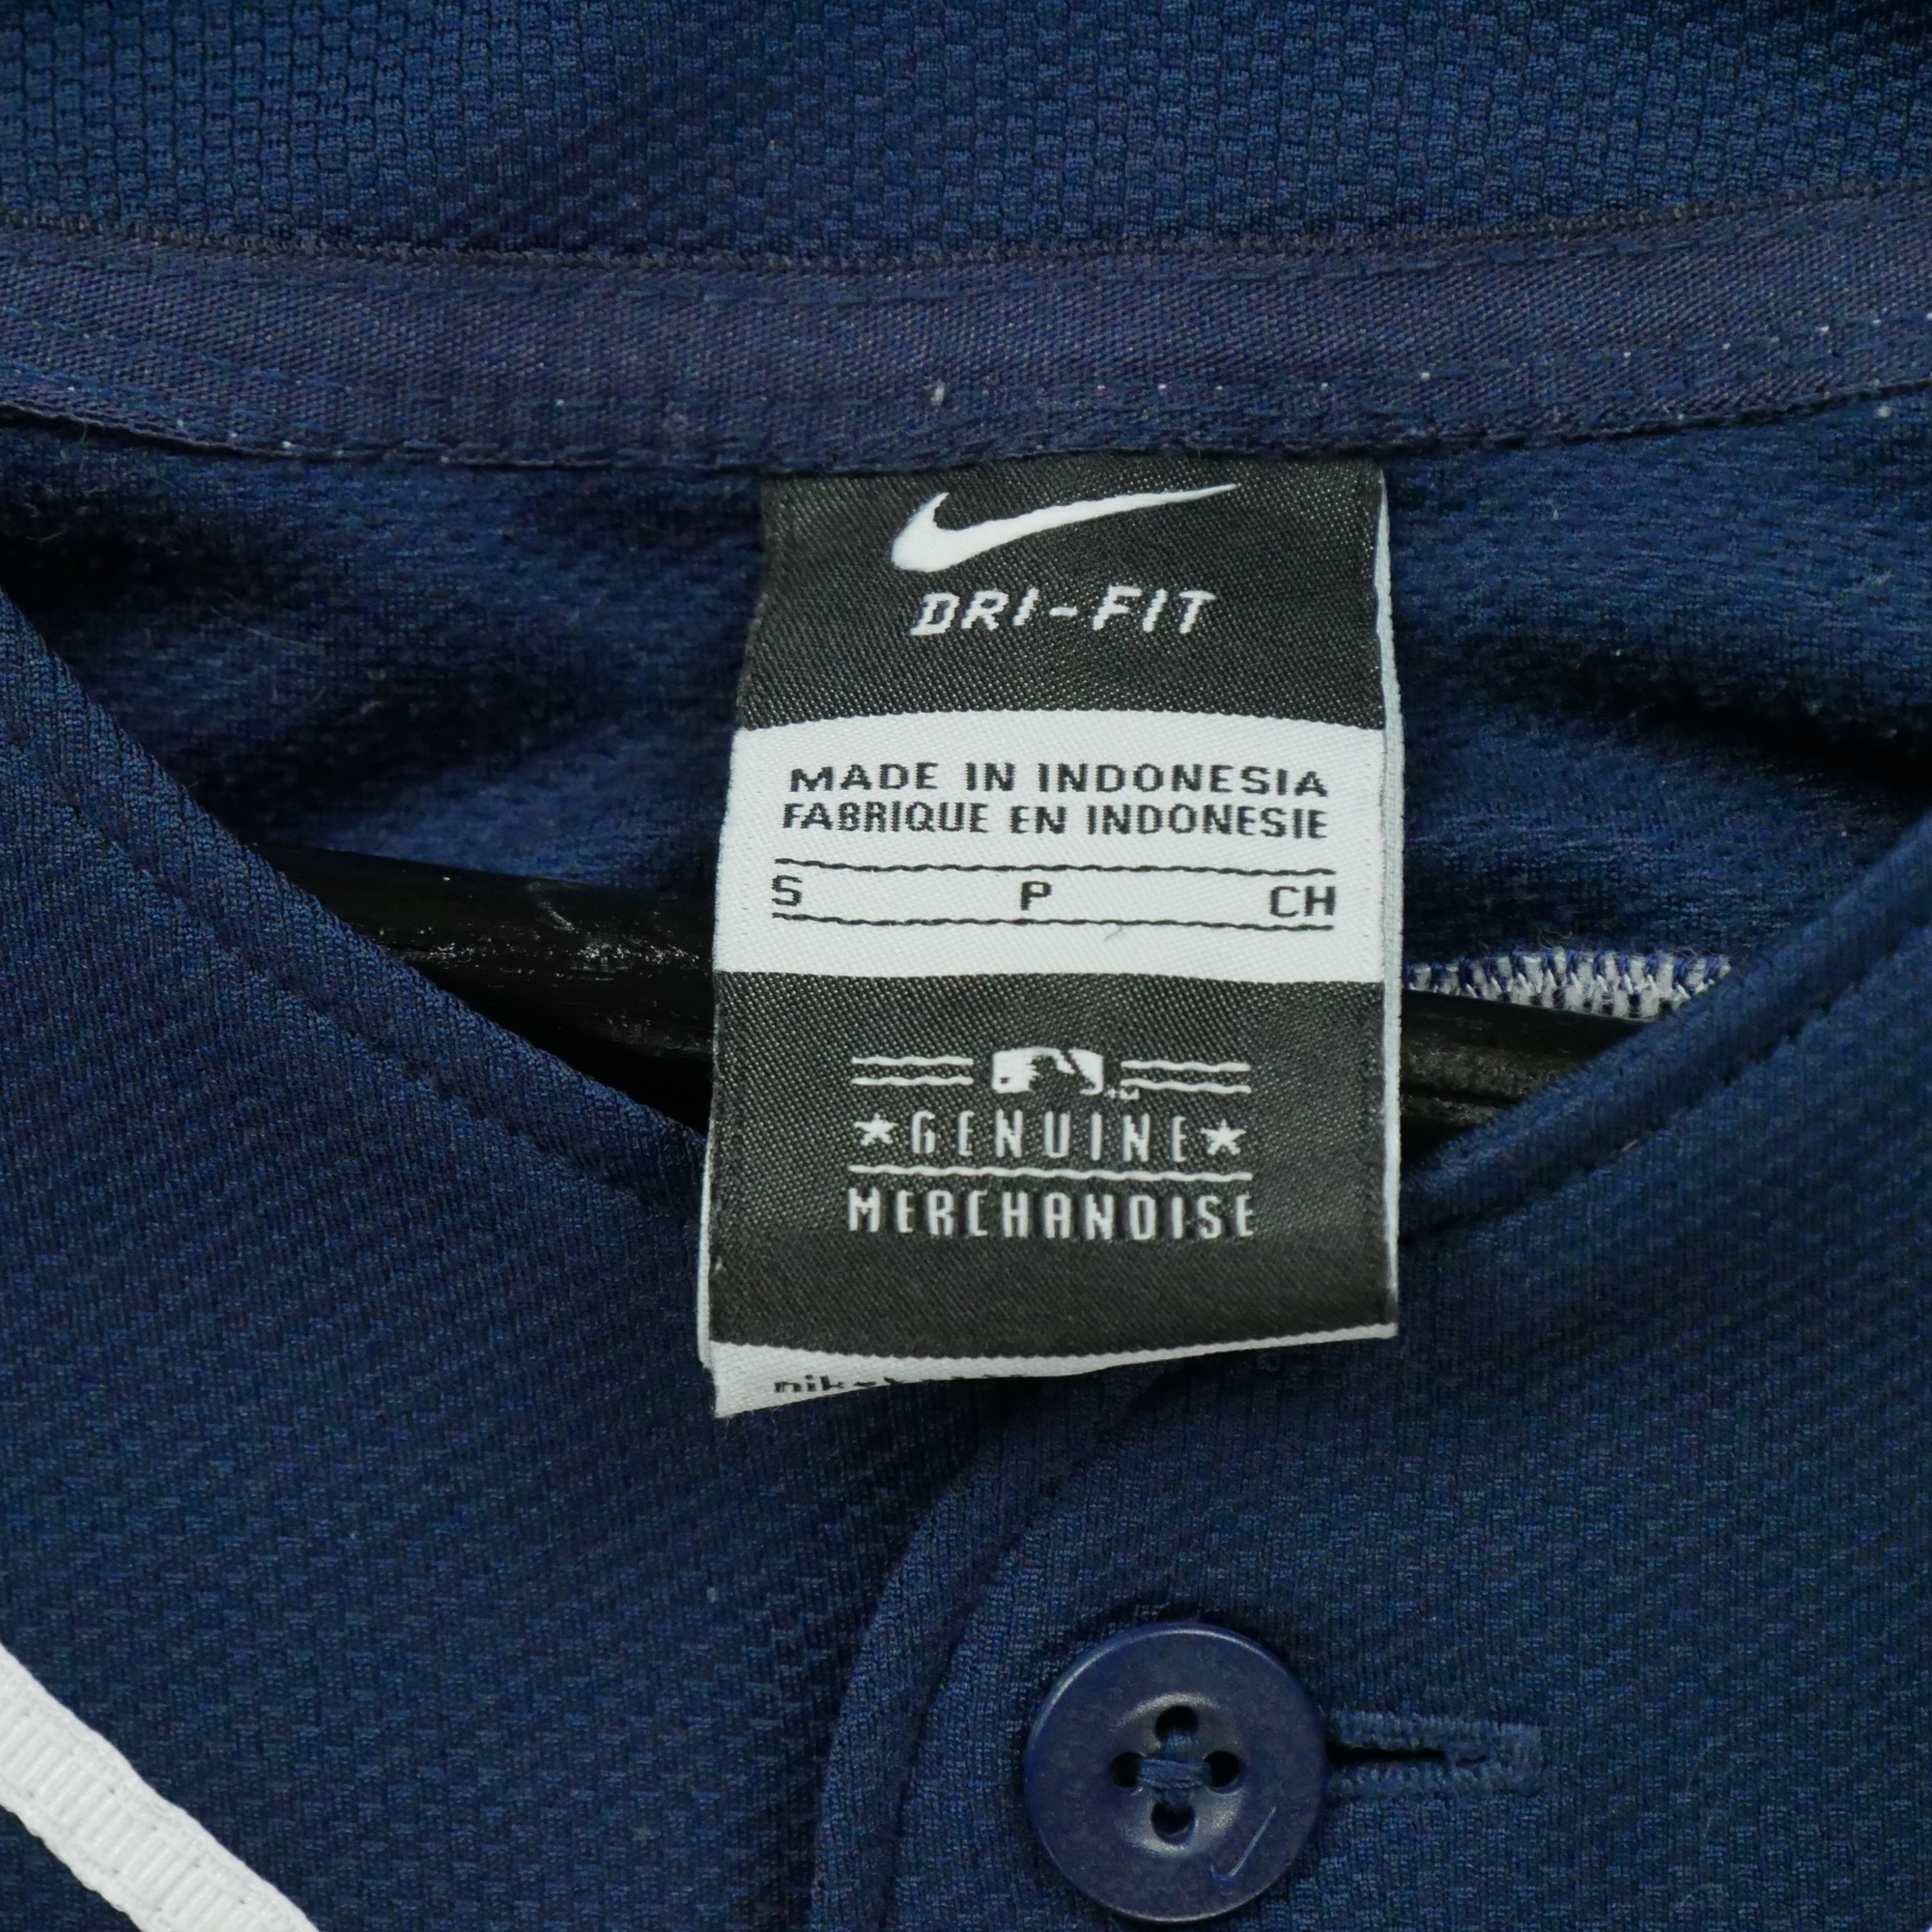 DRI-FIT
MADE IN INDONESIA
FABRIQUE EN INDONESIE
S P CH
GENUINE
MERCHANDISE